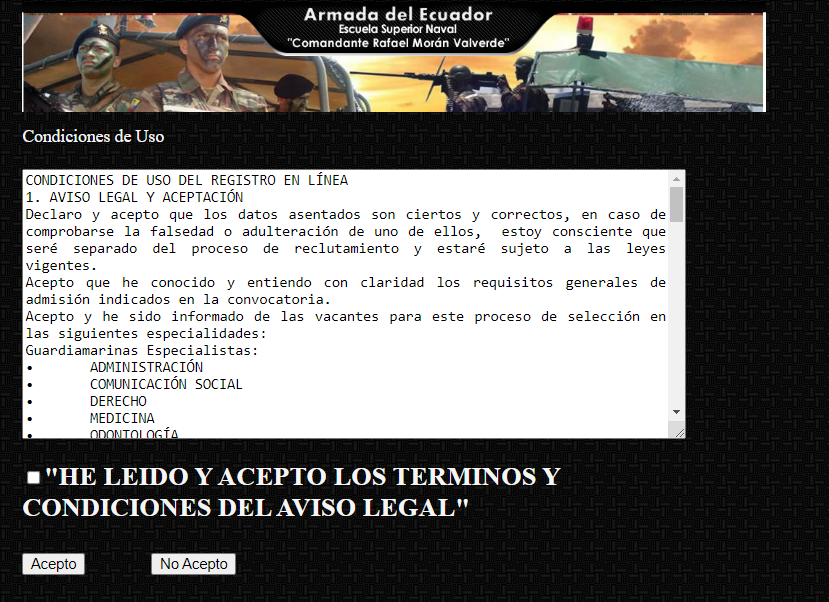 Armada del Ecuador
Escuela Superior Naval
"Comandante Rafael Morán Valverde"
Condiciones de Uso
CONDICIONES DE USO DEL REGISTRO EN LÍNEA
1. AVISO LEGAL Y ACEPTACIÓN
Declaro y acepto que los datos asentados son ciertos y correctos, en caso de
comprobarse la falsedad o adulteración de uno de ellos, estoy consciente que
seré separado del proceso de reclutamiento y estaré sujeto a las leyes
vigentes.
Acepto que he conocido y entiendo con claridad los requisitos generales de
admisión indicados en la convocatoria.
Acepto y he sido informado de las vacantes para este proceso de selección en
las siguientes especialidades:
Guardiamarinas Especialistas:
• ADMINISTRACIÓN
• COMUNICACIÓN SOCIAL
• DERECHO
• MEDICINA
• ODONTOLOGÍA
"HE LEIDO Y ACEPTO LOS TERMINOS Y
CONDICIONES DEL AVISO LEGAL"
Acepto No Acepto